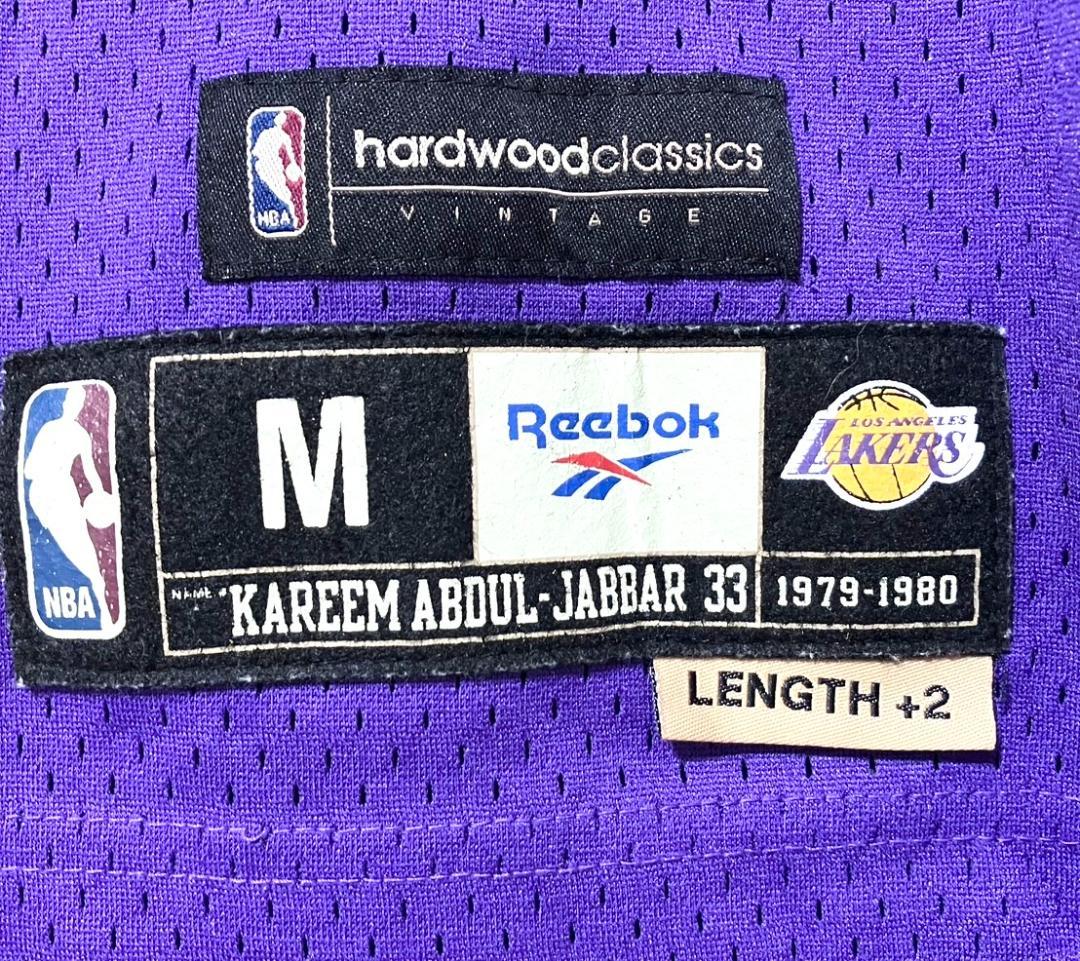 NBA
hardwoodclassics
VINTAGE
NBA
M
Reebok
LOS ANGELES
LAKERS
NAME # KAREEM ABDUL-JABBAR 33
1979-1980
LENGTH +2